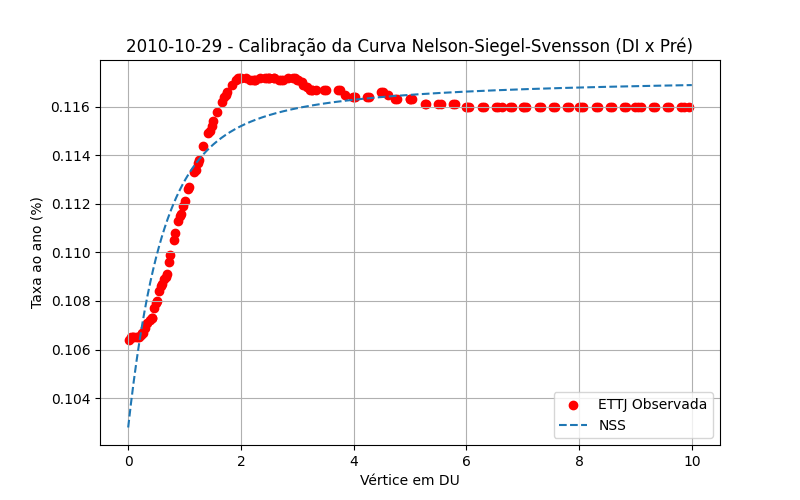 2010-10-29 - Calibração da Curva Nelson-Siegel-Svensson (DI x Pré)
Taxa ao ano (%)
0.116
0.114
0.112
0.110
0.108
0.106
0.104
ETTJ Observada
NSS
0 2 4 6 8 10
Vértice em DU